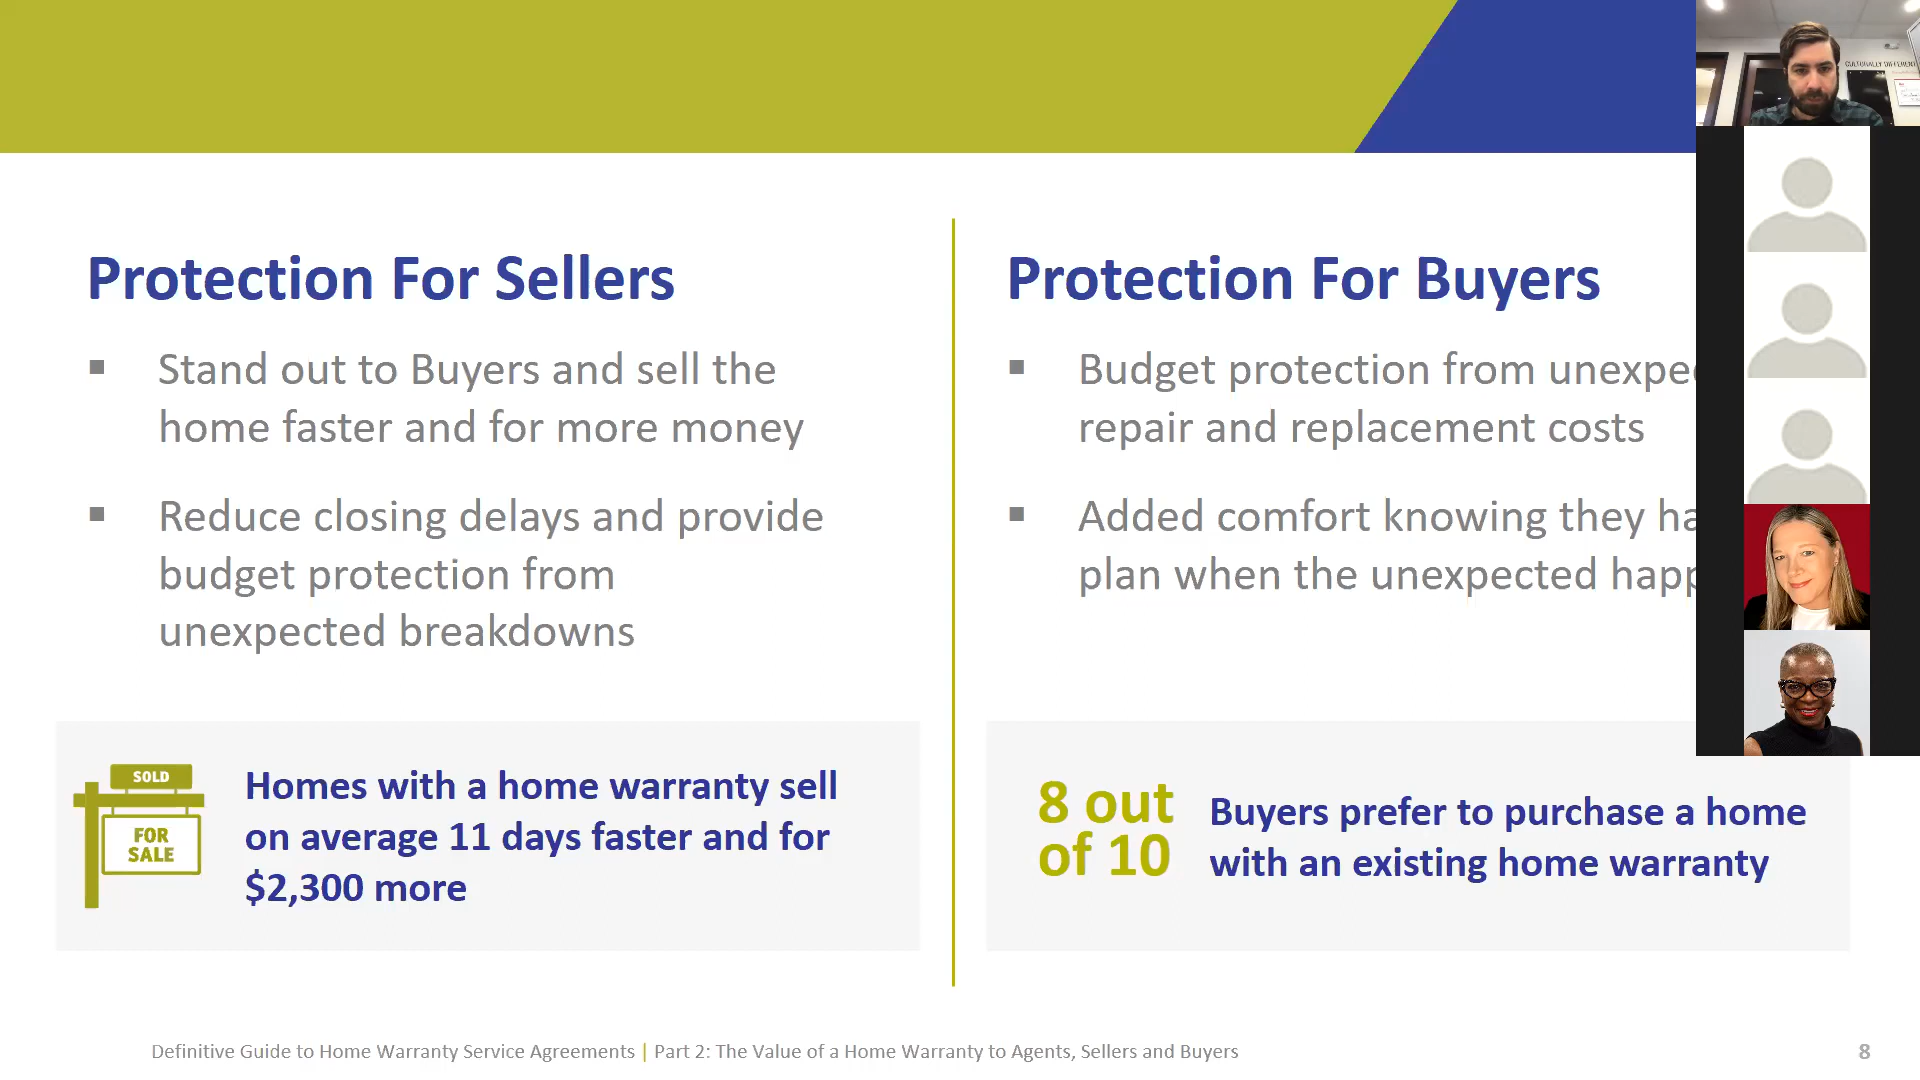 CULTURALLY DIFFERENT
Protection For Sellers
▪ Stand out to Buyers and sell the
home faster and for more money
▪ Reduce closing delays and provide
budget protection from
unexpected breakdowns
SOLD
FOR
SALE
Homes with a home warranty sell
on average 11 days faster and for
$2,300 more
Protection For Buyers
▪ Budget protection from
repair and replacement costs
▪ Added comfort knowing they
plan when the unexpected
8 out
of 10
Buyers prefer to purchase a home
with an existing home warranty
Definitive Guide to Home Warranty Service Agreements | Part 2: The Value of a Home Warranty to Agents, Sellers and Buyers
8